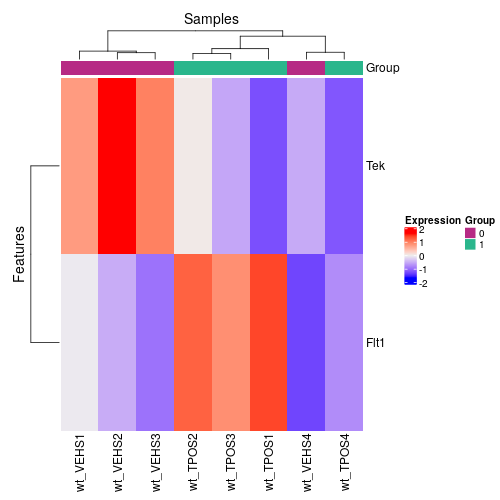 Samples
Group
Tek
Features
Flt1
Expression
2
1
0
-1
-2
Group
0
1
wt_VEHS1
wt_VEHS2
wt_VEHS3
wt_TPOS2
wt_TPOS3
wt_TPOS1
wt_VEHS4
wt_TPOS4